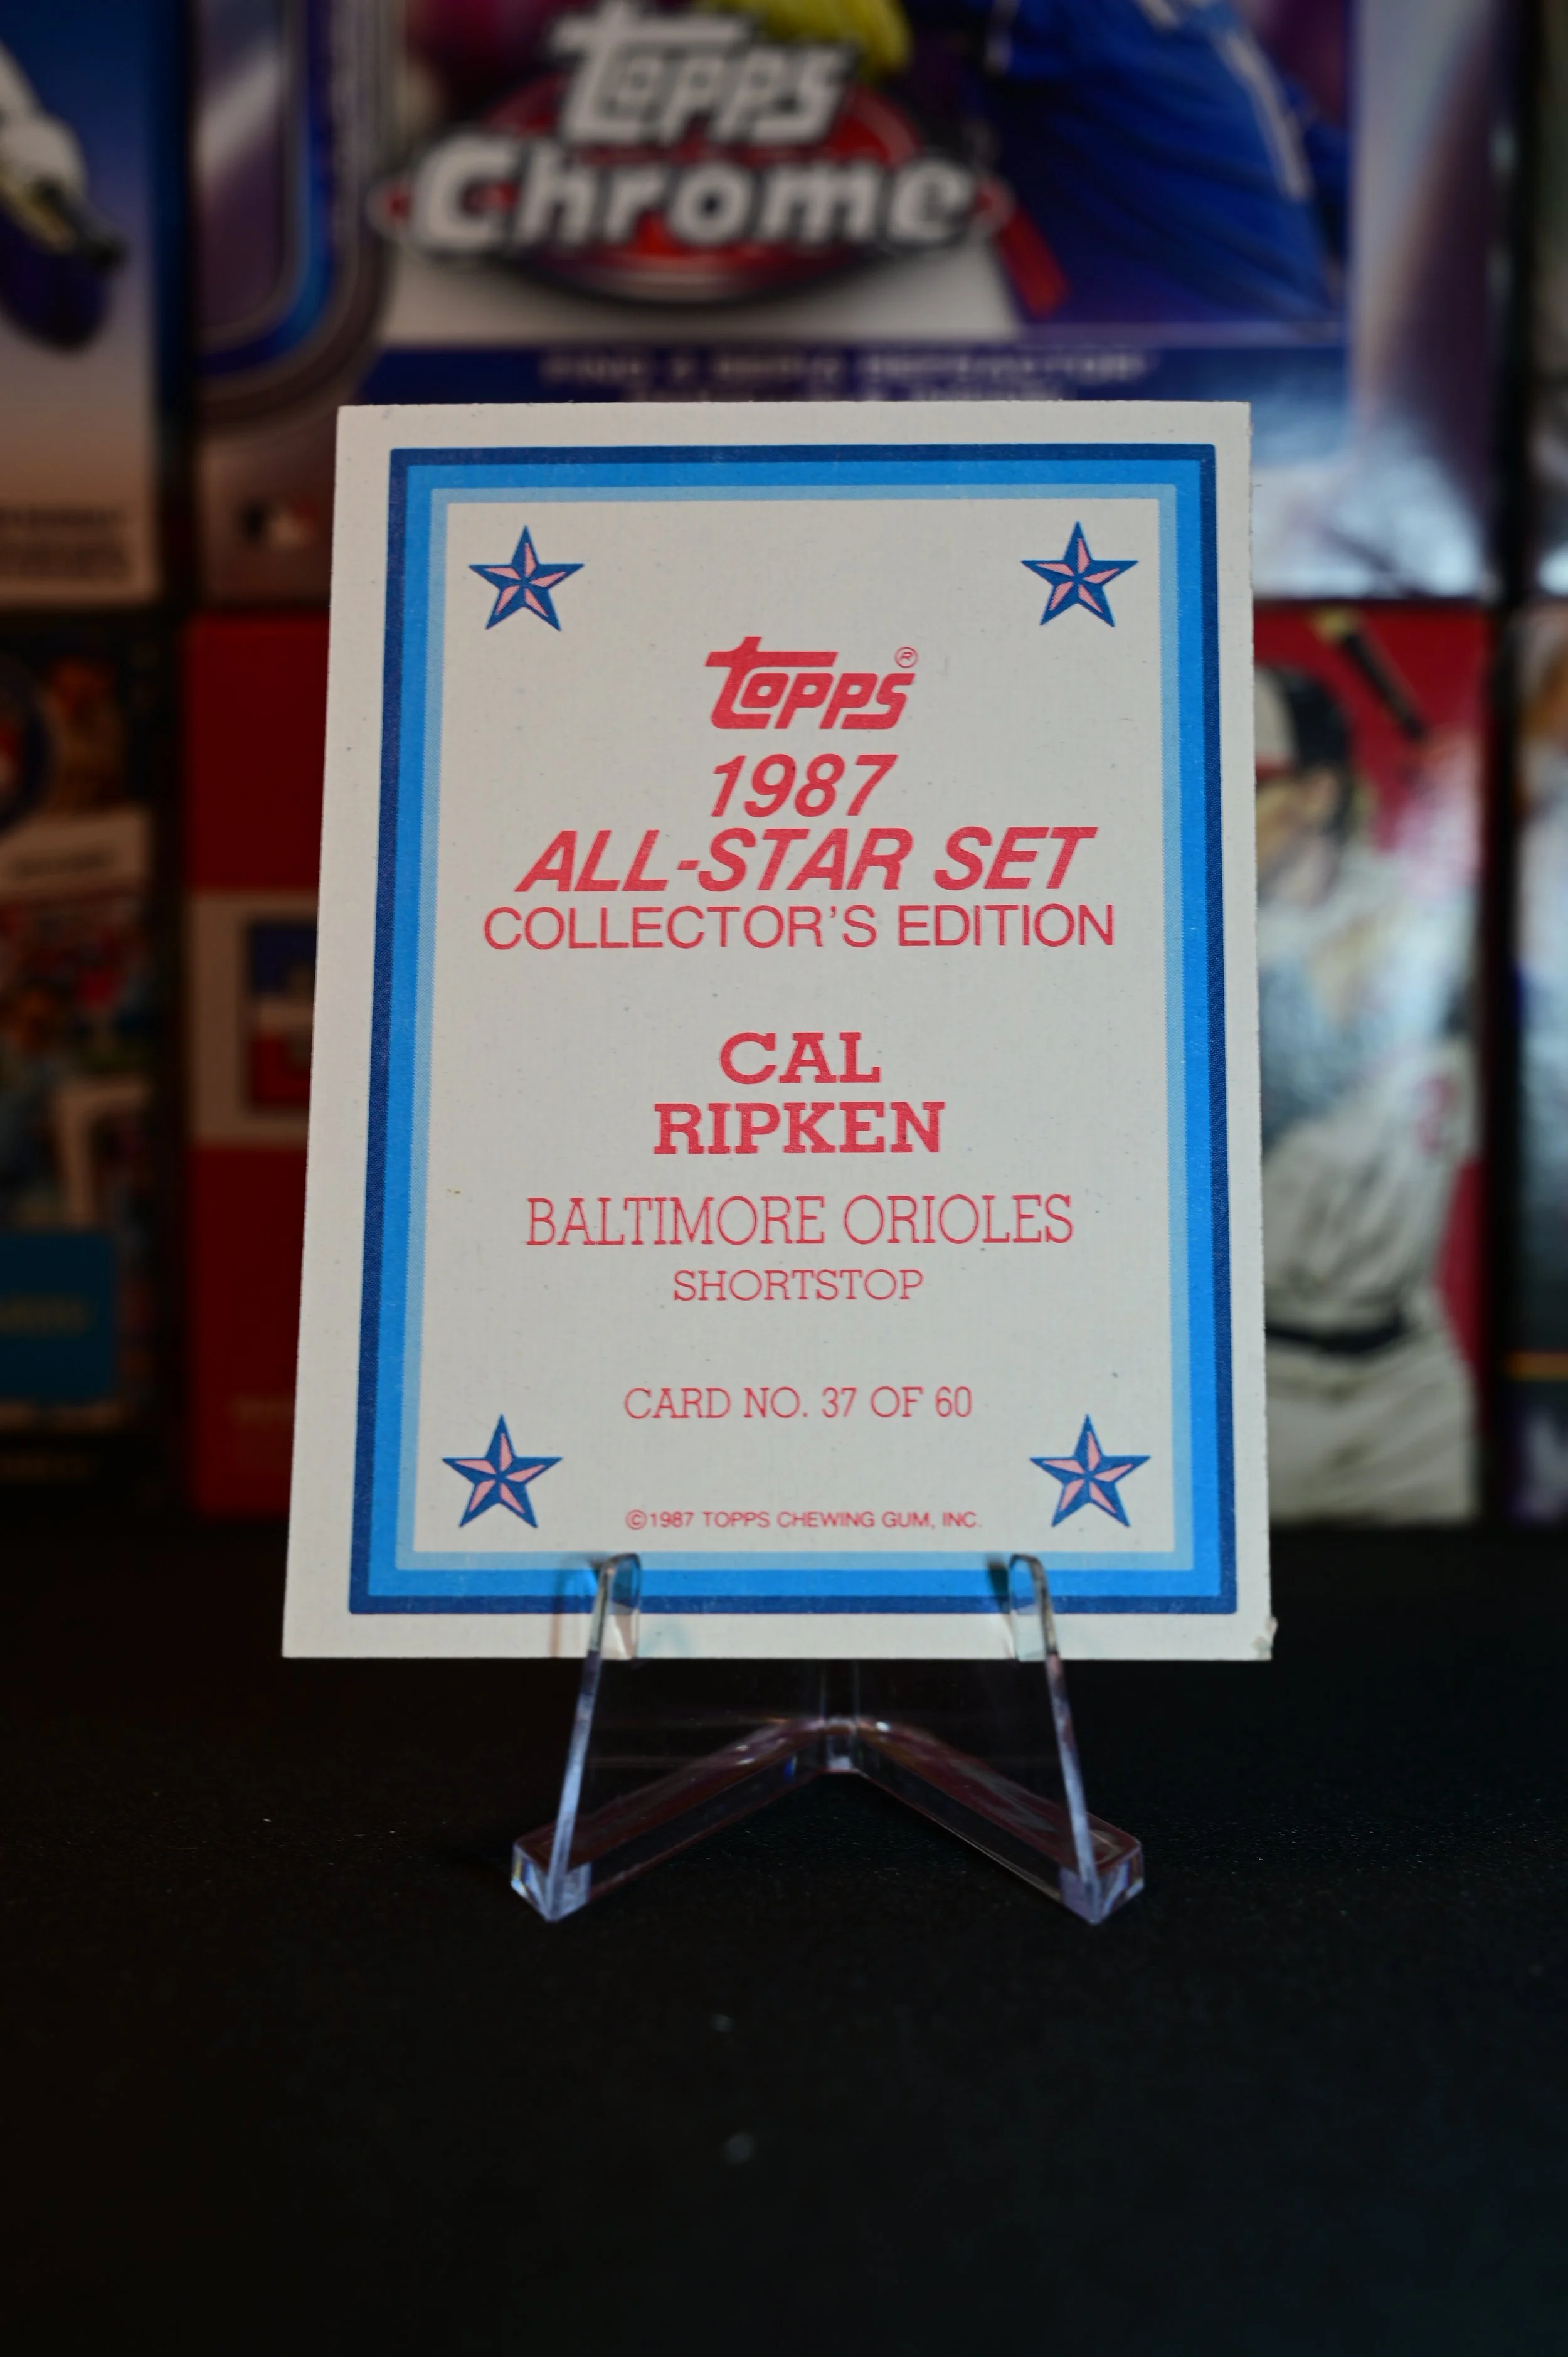 Topps
Chrome
Topps®
1987
ALL-STAR SET
COLLECTOR'S EDITION
CAL
RIPKEN
BALTIMORE ORIOLES
SHORTSTOP
CARD NO. 37 OF 60
©1987 TOPPS CHEWING GUM, INC.